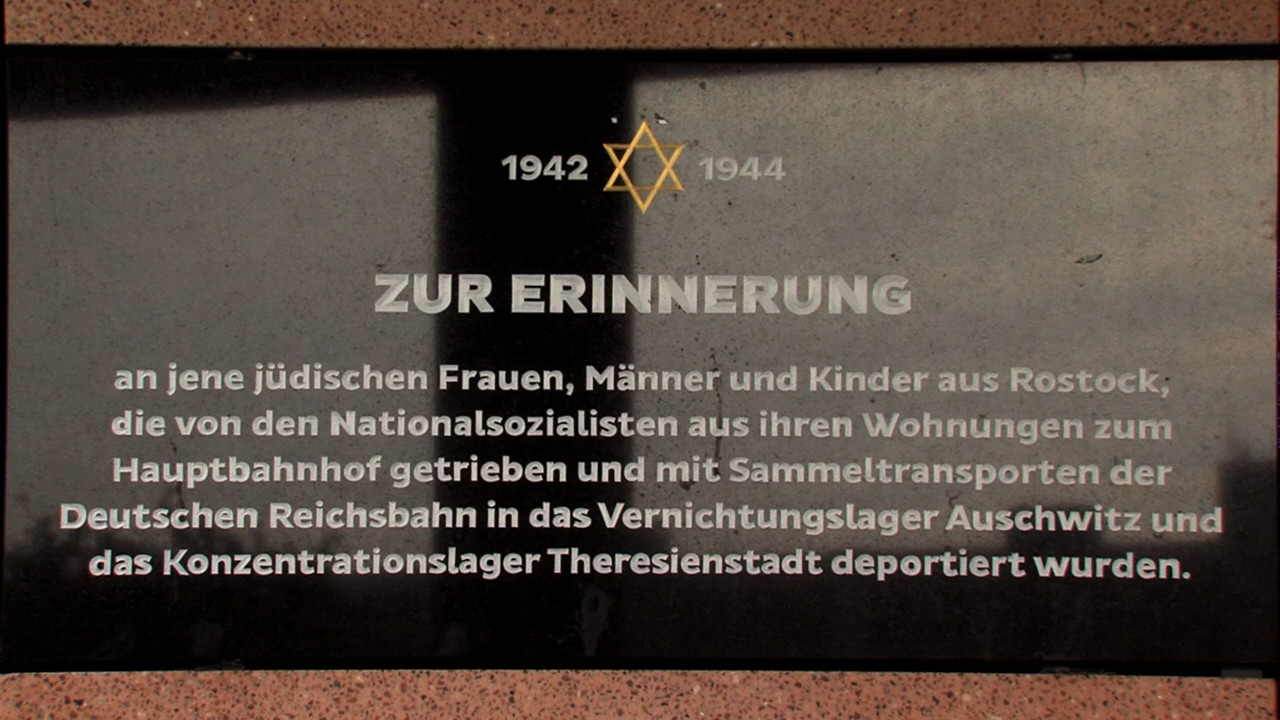 1942 1944
ZUR ERINNERUNG
an jene jüdischen Frauen, Männer und Kinder aus Rostock,
die von den Nationalsozialisten aus ihren Wohnungen zum
Hauptbahnhof getrieben und mit Sammeltransporten der
Deutschen Reichsbahn in das Vernichtungslager Auschwitz und
das Konzentrationslager Theresienstadt deportiert wurden.